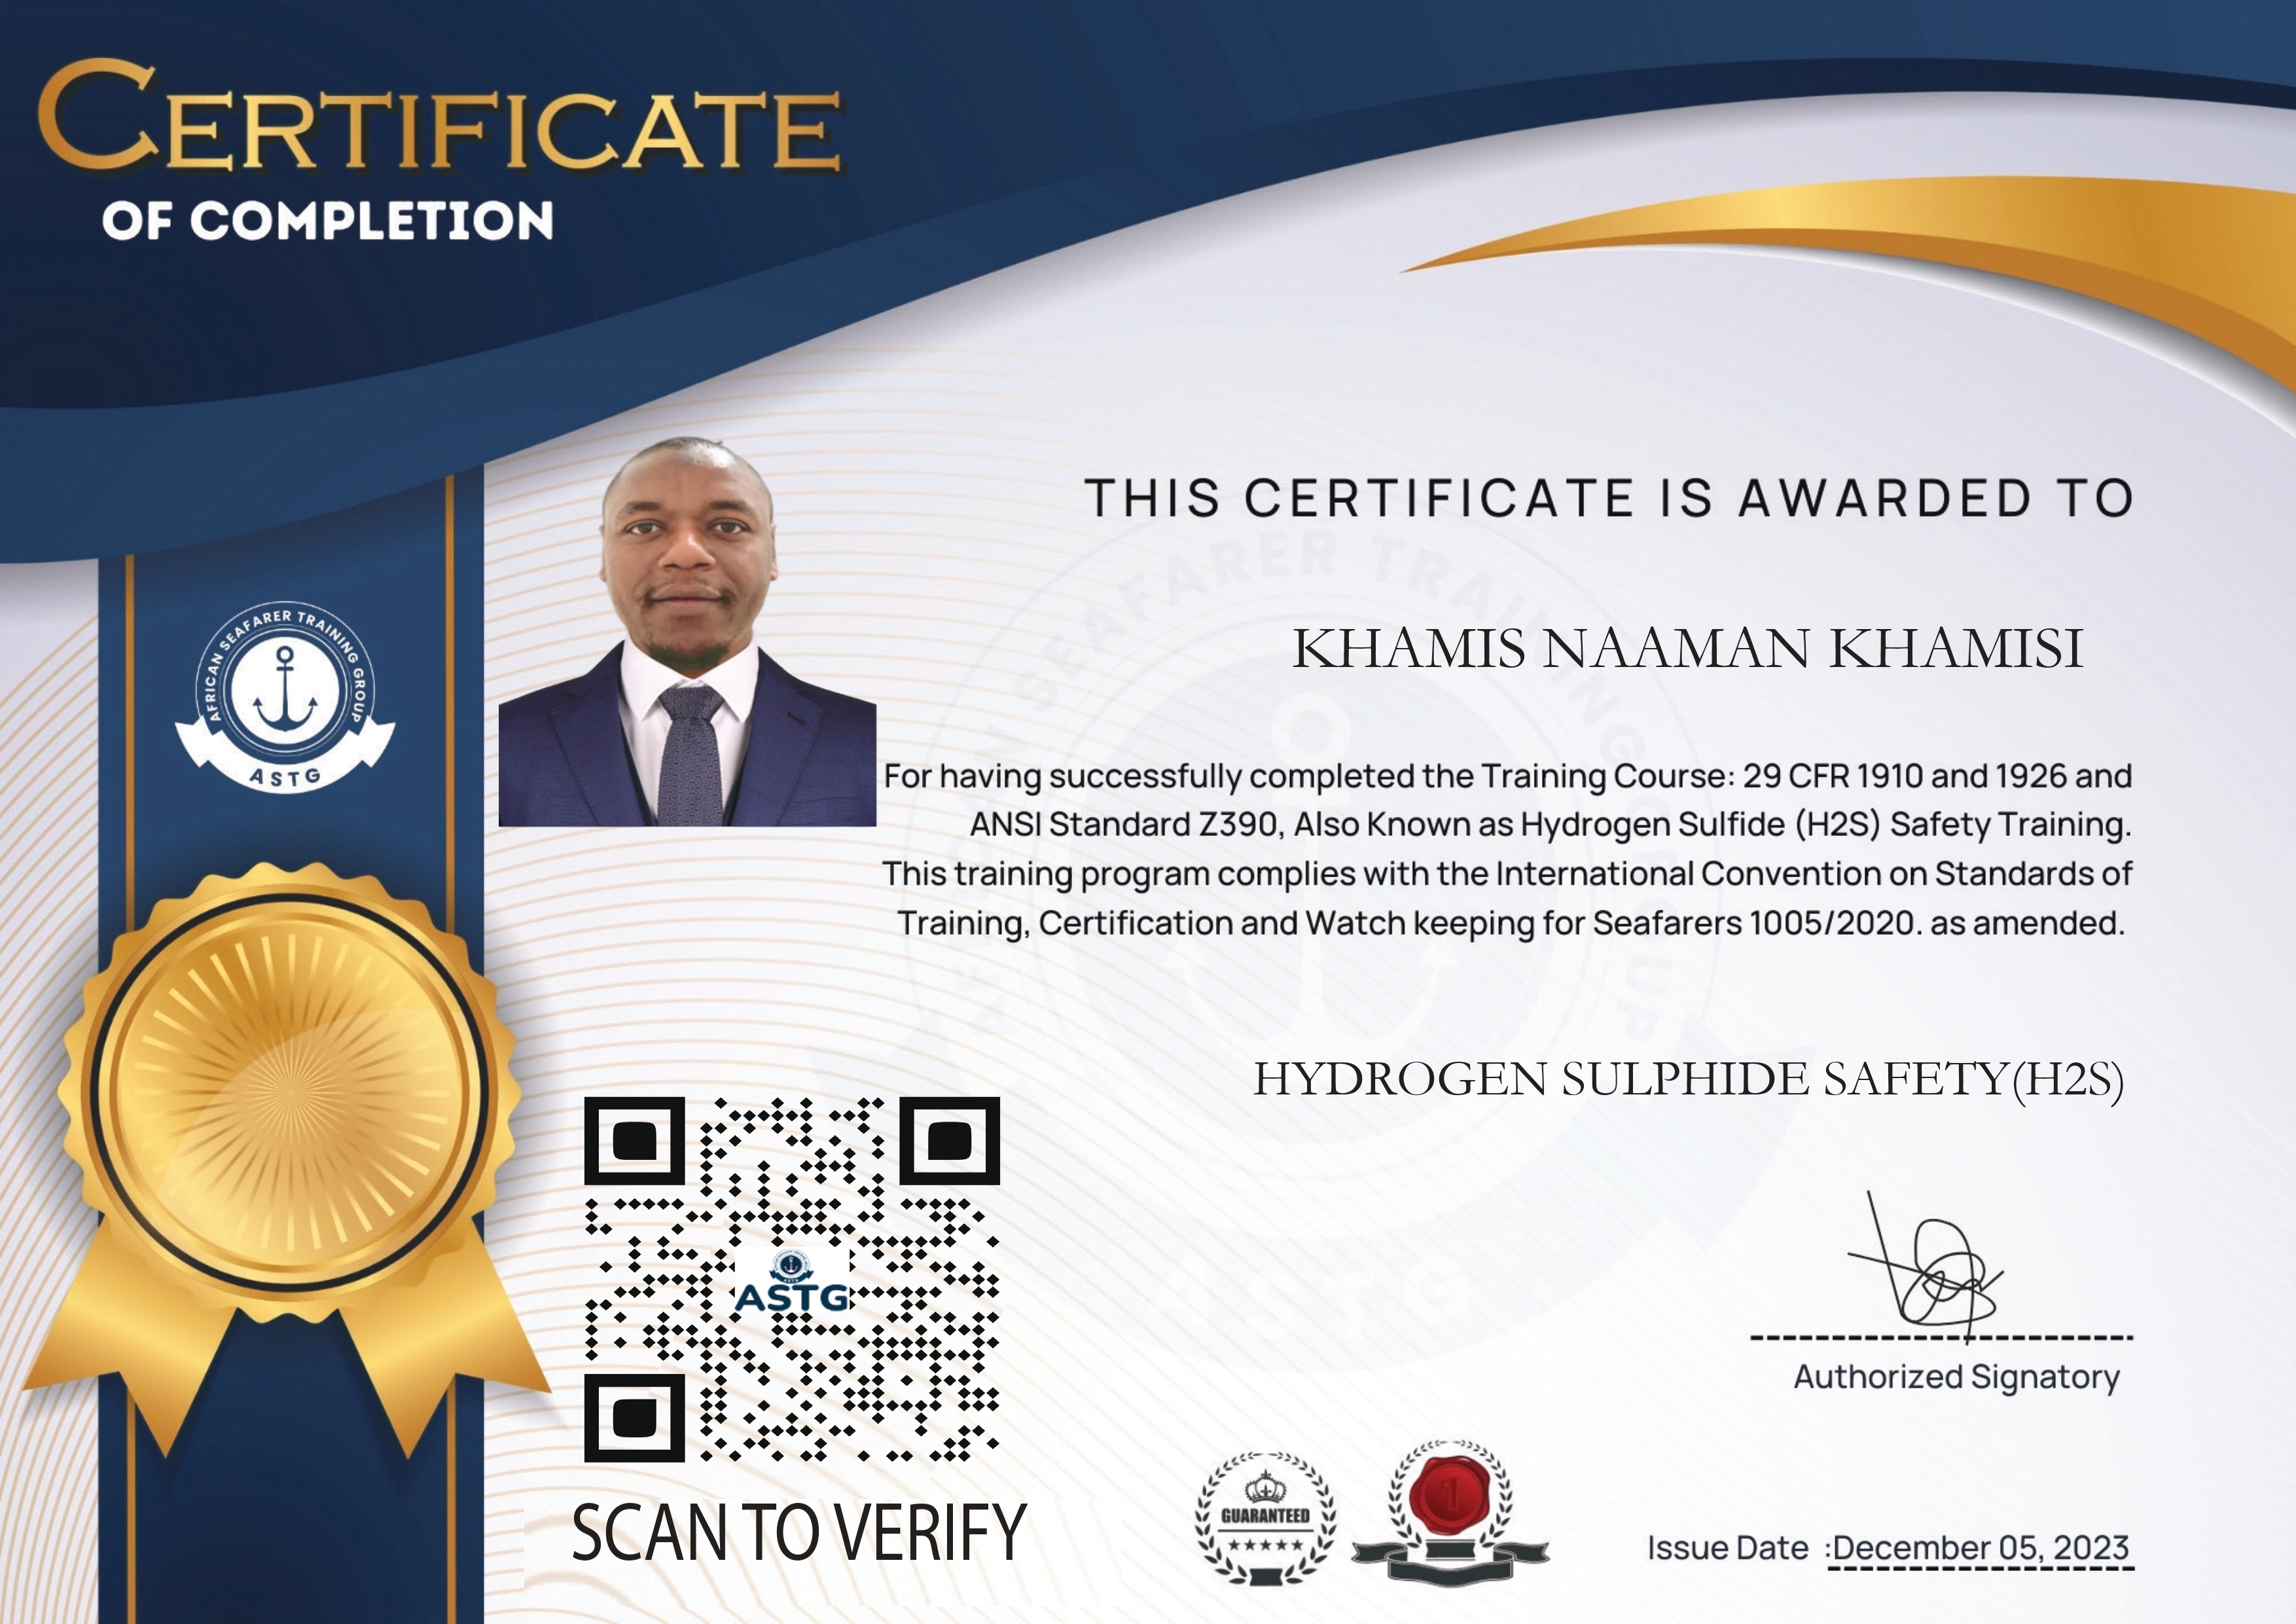 CERTIFICATE
OF COMPLETION
THIS CERTIFICATE IS AWARDED TO
KHAMIS NAAMAN KHAMISI
AFRICAN SEAFARER TRAINING GROUP
ASTG
For having successfully completed the Training Course: 29 CFR 1910 and 1926 and
ANSI Standard Z390, Also Known as Hydrogen Sulfide (H2S) Safety Training.
This training program complies with the International Convention on Standards of
Training, Certification and Watch keeping for Seafarers 1005/2020. as amended.
HYDROGEN SULPHIDE SAFETY(H2S)
ASTG
SCAN TO VERIFY
Authorized Signatory
GUARANTEED
1
Issue Date :December 05, 2023